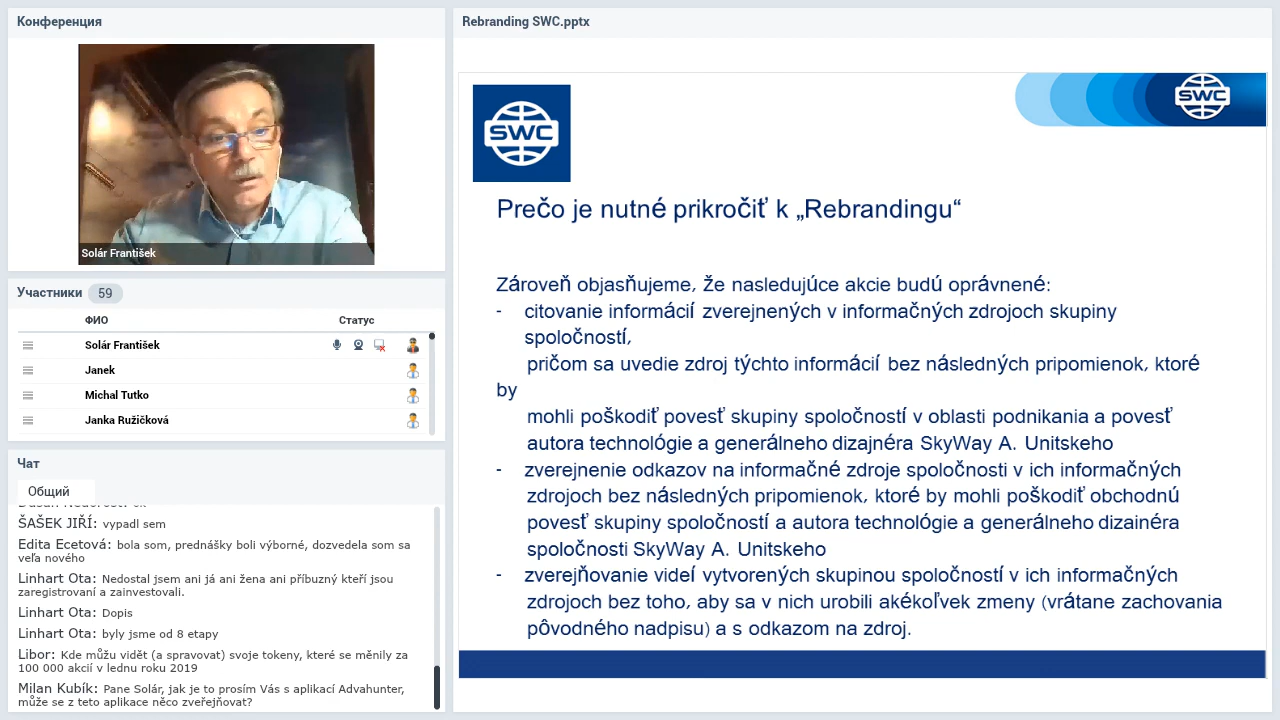 Конференция
Solár František
Участники 59
ФИО Статус
Solár František
Janek
Michal Tutko
Janka Ružičková
Чат
Общий
ŠAŠEK JIŘÍ: vypadl sem
Edita Ecetová: bola som, prednášky boli výborné, dozvedela som sa
veľa nového
Linhart Ota: Nedostal jsem ani já ani žena ani příbuzný kteří jsou
zaregistrovaní a zainvestovali.
Linhart Ota: Dopis
Linhart Ota: byly jsme od 8 etapy
Libor: Kde můžu vidět (a spravovat) svoje tokeny, které se měnily za
100 000 akcií v lednu roku 2019
Milan Kubík: Pane Solár, jak je to prosím Vás s aplikací Advahunter,
může se z teto aplikace něco zveřejňovat?
Rebranding SWC.pptx
SWC
SWC
Prečo je nutné prikročiť k „Rebrandingu“
Zároveň objasňujeme, že nasledujúce akcie budú oprávnené:
- citovanie informácií zverejnených v informačných zdrojoch skupiny
spoločností,
pričom sa uvedie zdroj týchto informácií bez následných pripomienok, ktoré
by
mohli poškodiť povesť skupiny spoločností v oblasti podnikania a povesť
autora technológie a generálneho dizajnéra SkyWay A. Unitskeho
- zverejnenie odkazov na informačné zdroje spoločnosti v ich informačných
zdrojoch bez následných pripomienok, ktoré by mohli poškodiť obchodnú
povesť skupiny spoločností a autora technológie a generálneho dizainéra
spoločnosti SkyWay A. Unitskeho
- zverejňovanie videí vytvorených skupinou spoločností v ich informačných
zdrojoch bez toho, aby sa v nich urobili akékoľvek zmeny (vrátane zachovania
pôvodného nadpisu) a s odkazom na zdroj.